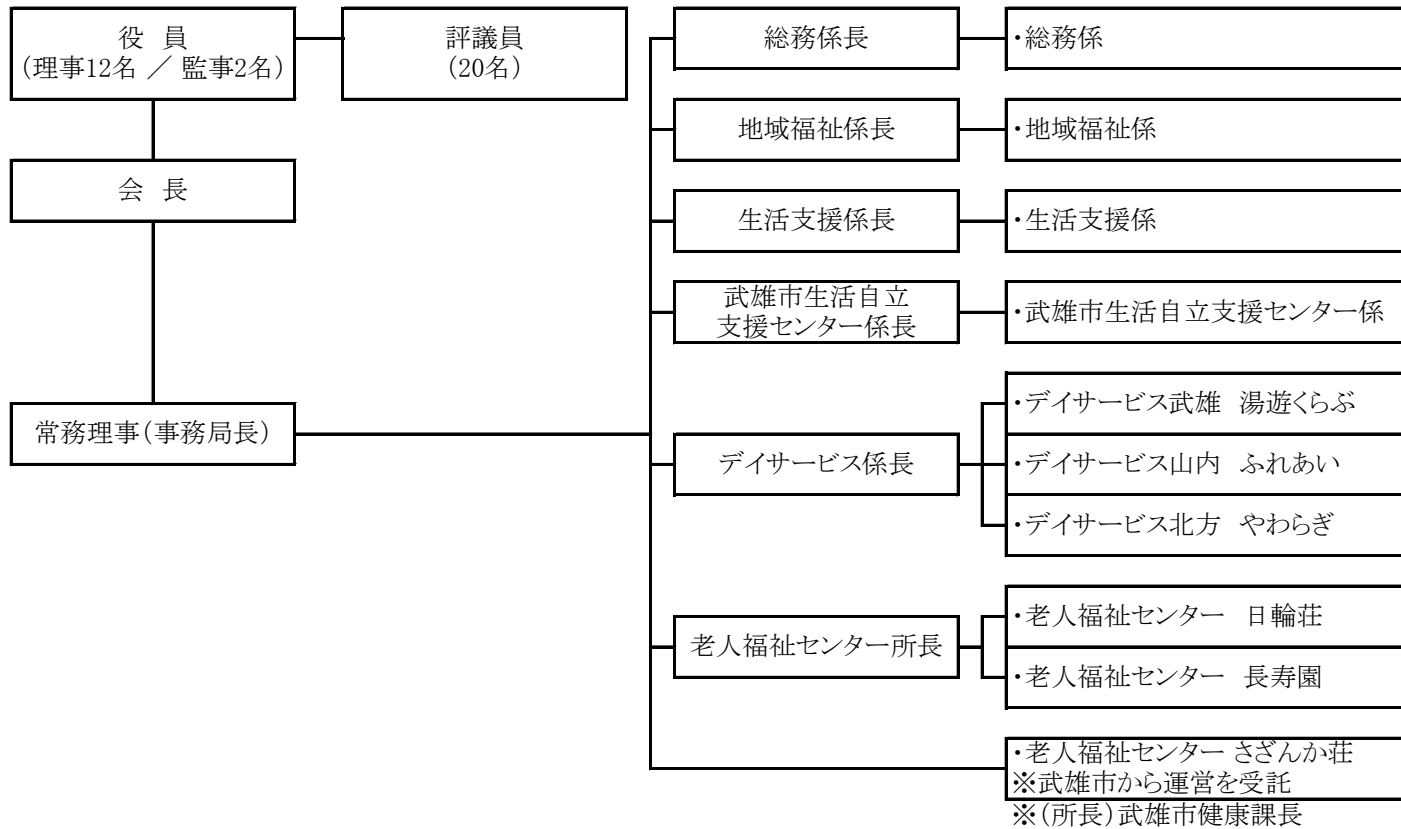 役 員
(理事12名 ／ 監事2名)
評議員
(20名)
会 長
常務理事(事務局長)
総務係長
・総務係
地域福祉係長
・地域福祉係
生活支援係長
・生活支援係
武雄市生活自立
支援センター係長
・武雄市生活自立支援センター係
デイサービス係長
・デイサービス武雄 湯遊くらぶ
・デイサービス山内 ふれあい
・デイサービス北方 やわらぎ
老人福祉センター所長
・老人福祉センター 日輪荘
・老人福祉センター 長寿園
・老人福祉センター さざんか荘
※武雄市から運営を受託
※(所長)武雄市健康課長